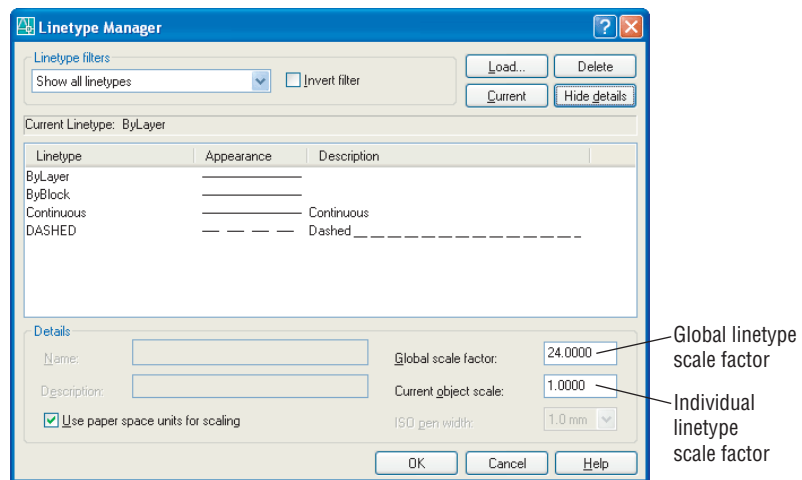 Linetype Manager
Linetype filters
Show all linetypes
Invert filter
Load...
Delete
Current
Hide details
Current Linetype: ByLayer
Linetype Appearance Description
ByLayer
ByBlock
Continuous Continuous
DASHED Dashed _ _ _ _ _ _ _ _ _ _ _ _ _ _ _ _
Details
Name:
Description:
Use paper space units for scaling
Global scale factor: 24.0000
Current object scale: 1.0000
ISO pen width: 1.0 mm
OK Cancel Help
Global linetype
scale factor
Individual
linetype
scale factor